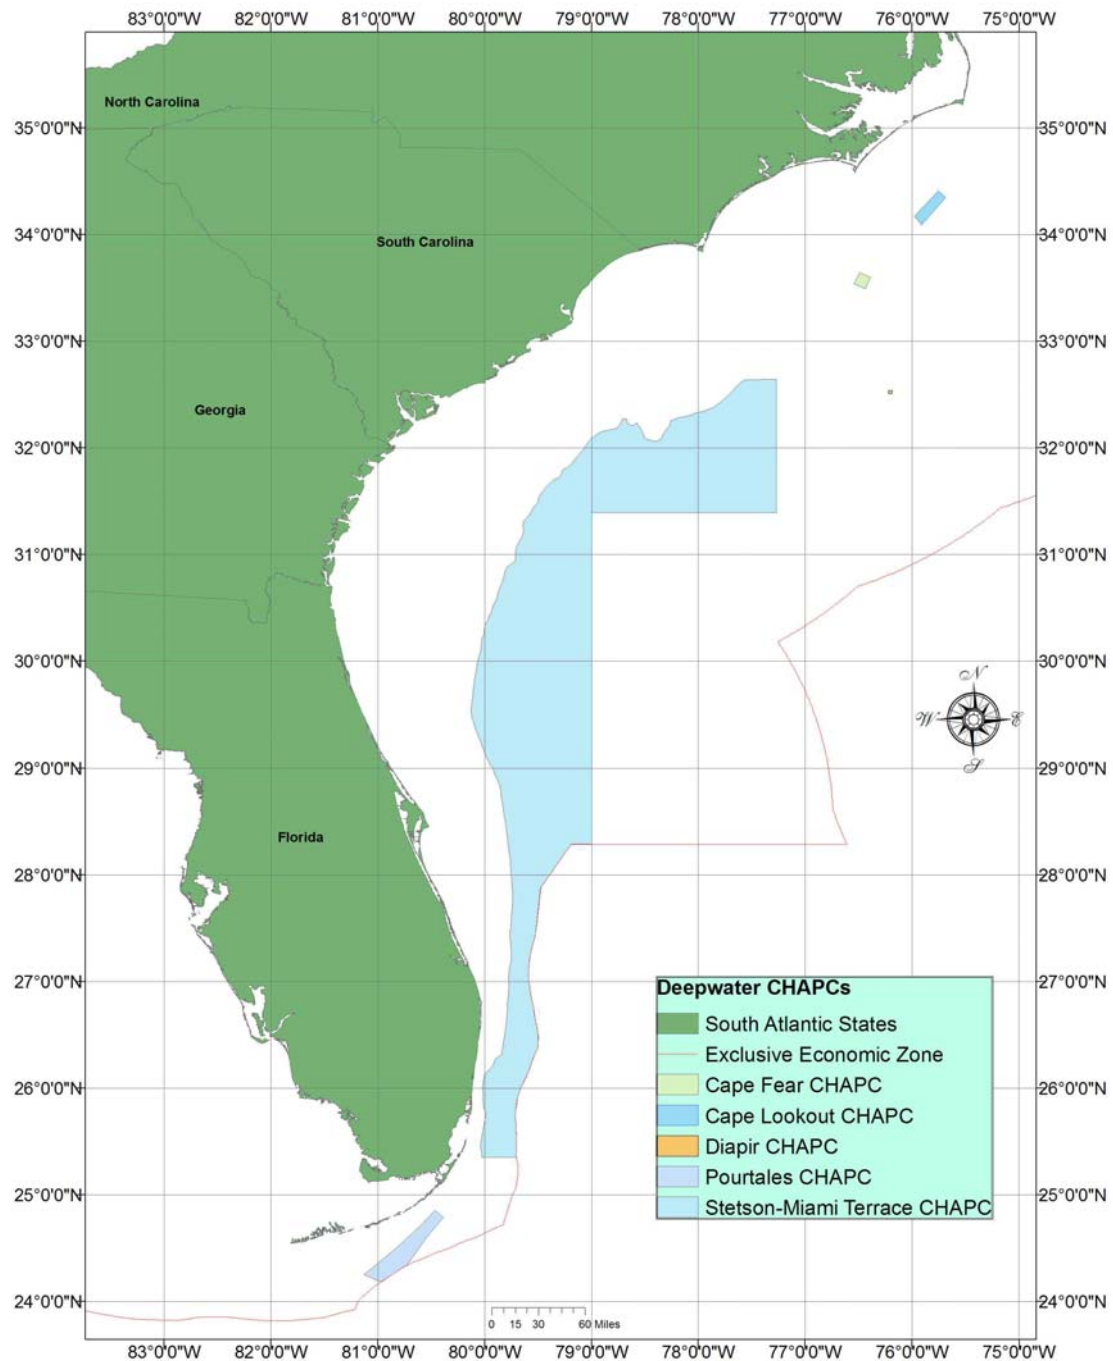 83°0'0"W 82°0'0"W 81°0'0"W 80°0'0"W 79°0'0"W 78°0'0"W 77°0'0"W 76°0'0"W 75°0'0"W
North Carolina
35°0'0"N 35°0'0"N
34°0'0"N 34°0'0"N
South Carolina
33°0'0"N 33°0'0"N
Georgia
32°0'0"N 32°0'0"N
31°0'0"N 31°0'0"N
30°0'0"N 30°0'0"N
N
W E
S
29°0'0"N 29°0'0"N
Florida
28°0'0"N 28°0'0"N
27°0'0"N 27°0'0"N
Deepwater CHAPCs
South Atlantic States
Exclusive Economic Zone
Cape Fear CHAPC
Cape Lookout CHAPC
Diapir CHAPC
Pourtales CHAPC
Stetson-Miami Terrace CHAPC
26°0'0"N 26°0'0"N
25°0'0"N 25°0'0"N
24°0'0"N 24°0'0"N
0 15 30 60 Miles
83°0'0"W 82°0'0"W 81°0'0"W 80°0'0"W 79°0'0"W 78°0'0"W 77°0'0"W 76°0'0"W 75°0'0"W